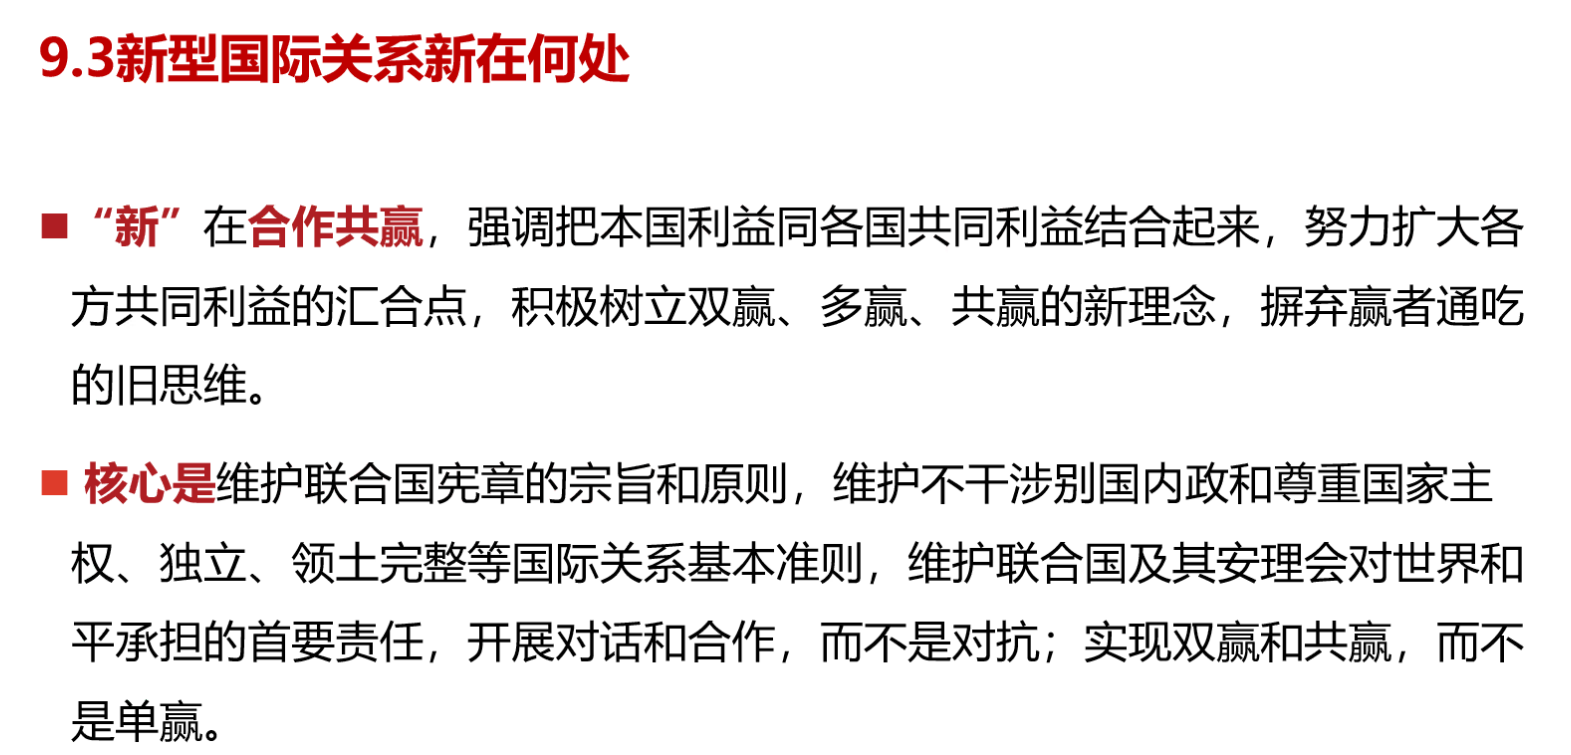 9.3新型国际关系新在何处
“新”在合作共赢，强调把本国利益同各国共同利益结合起来，努力扩大各
方共同利益的汇合点，积极树立双赢、多赢、共赢的新理念，摒弃赢者通吃
的旧思维。
核心是维护联合国宪章的宗旨和原则，维护不干涉别国内政和尊重国家主
权、独立、领土完整等国际关系基本准则，维护联合国及其安理会对世界和
平承担的首要责任，开展对话和合作，而不是对抗；实现双赢和共赢，而不
是单赢。